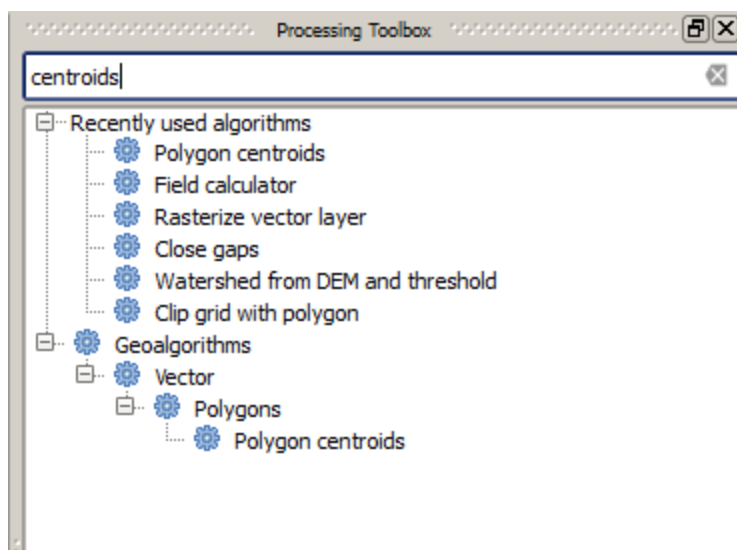 Processing Toolbox
centroids
Recently used algorithms
Polygon centroids
Field calculator
Rasterize vector layer
Close gaps
Watershed from DEM and threshold
Clip grid with polygon
Geoalgorithms
Vector
Polygons
Polygon centroids